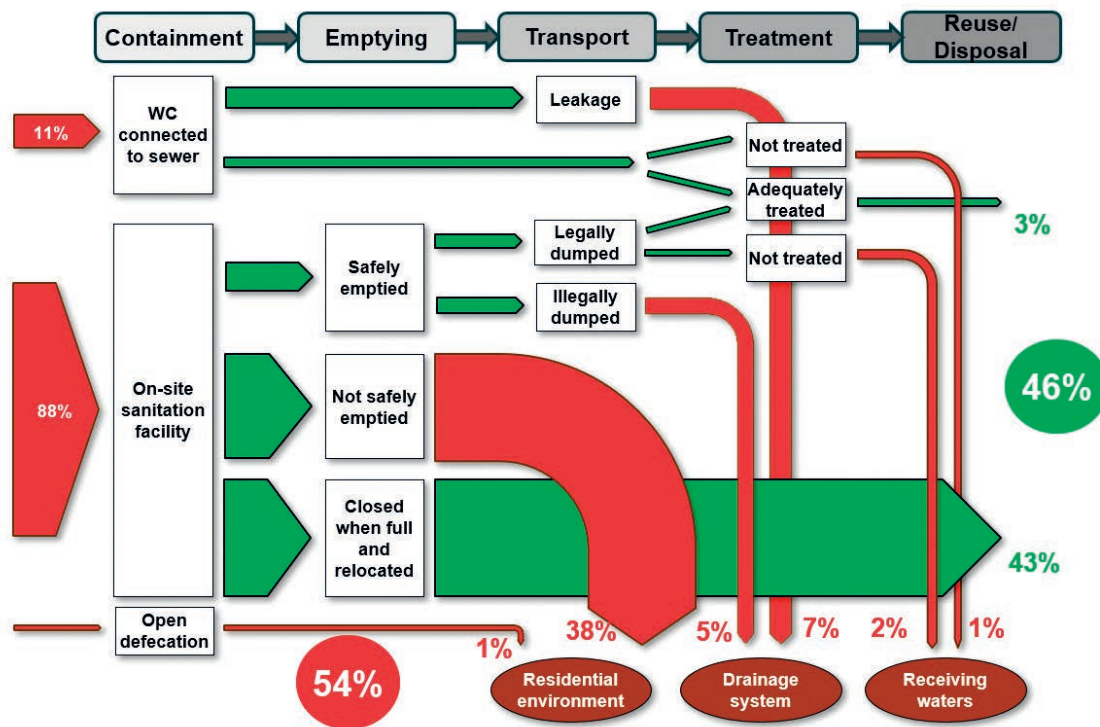 Containment
Emptying
Transport
Treatment
Reuse/
Disposal
11%
WC
connected
to sewer
Leakage
Not treated
Adequately
treated
3%
Legally
dumped
Not treated
Safely
emptied
Illegally
dumped
88%
On-site
sanitation
facility
Not safely
emptied
46%
Closed
when full
and
relocated
43%
Open
defecation
54%
1%
38%
5%
7%
2%
1%
Residential
environment
Drainage
system
Receiving
waters